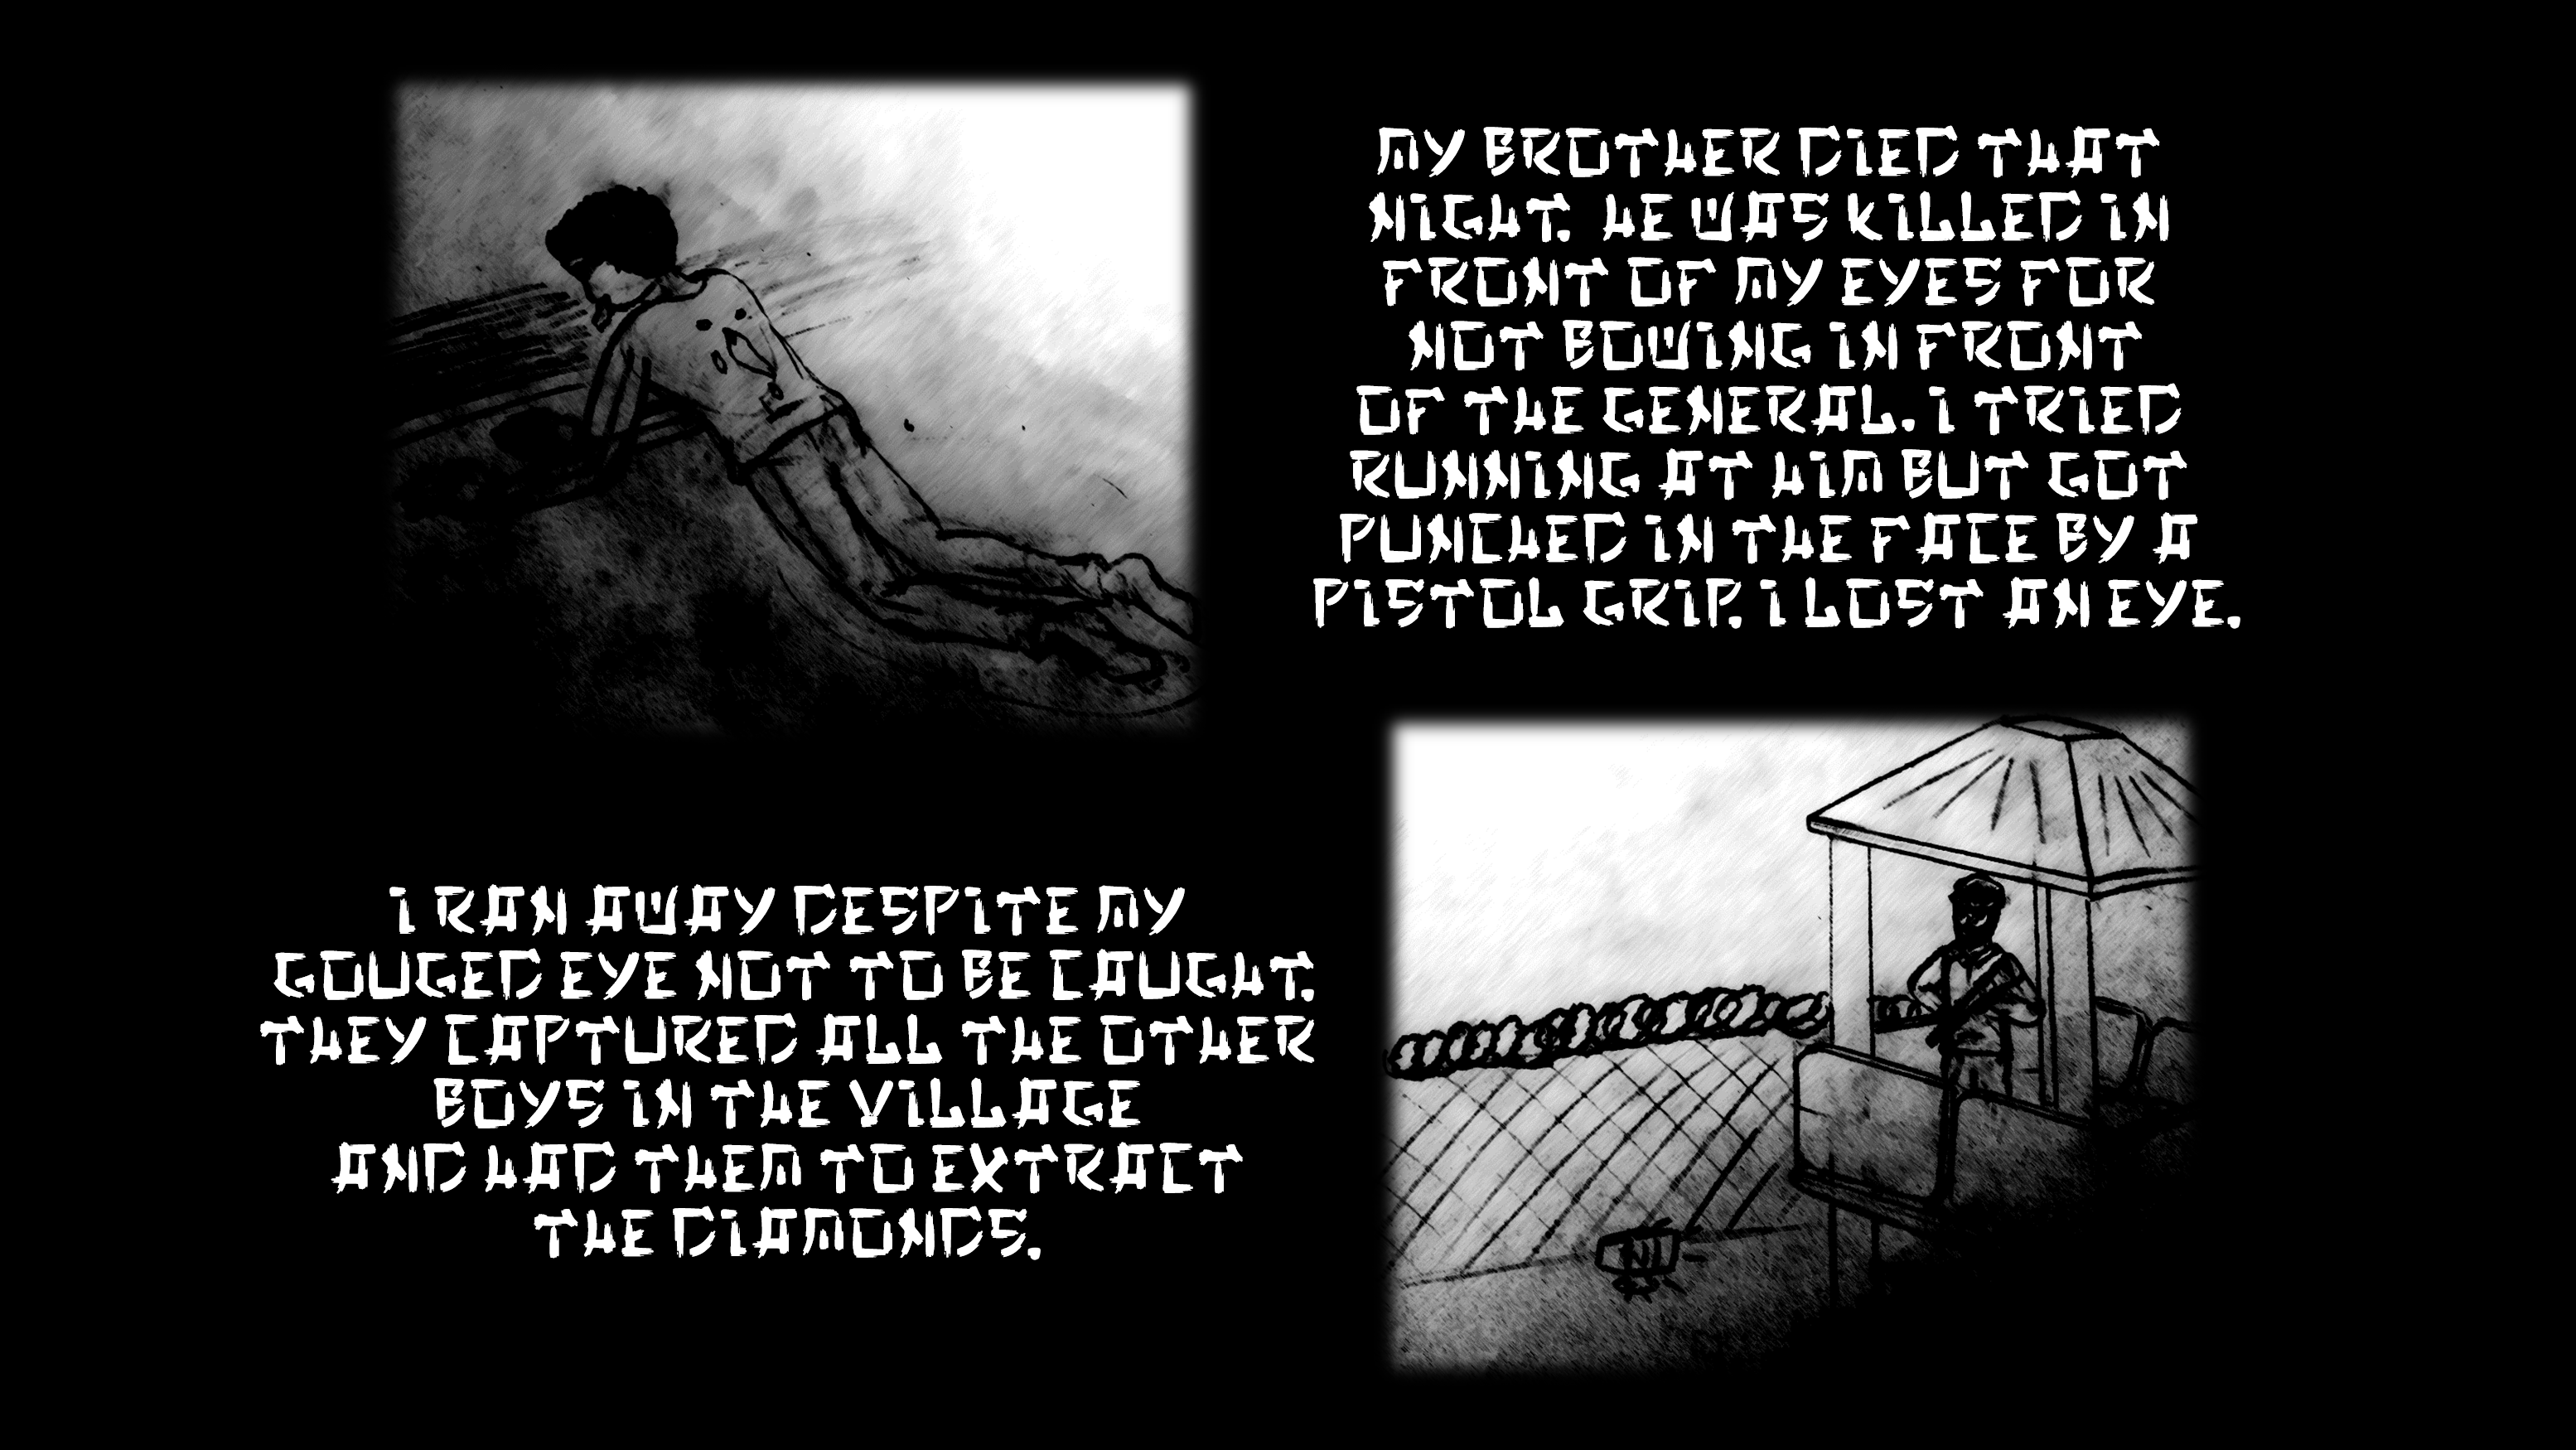 MY BROTHER DIED THAT
NIGHT. HE WAS KILLED IN
FRONT OF MY EYES FOR
NOT BOWING IN FRONT
OF THE GENERAL. I TRIED
RUNNING AT HIM BUT GOT
PUNCHED IN THE FACE BY A
PISTOL GRIP. I LOST AN EYE.
I RAN AWAY DESPITE MY
GOUGED EYE NOT TO BE CAUGHT.
THEY CAPTURED ALL THE OTHER
BOYS IN THE VILLAGE
AND HAD THEM TO EXTRACT
THE DIAMONDS.